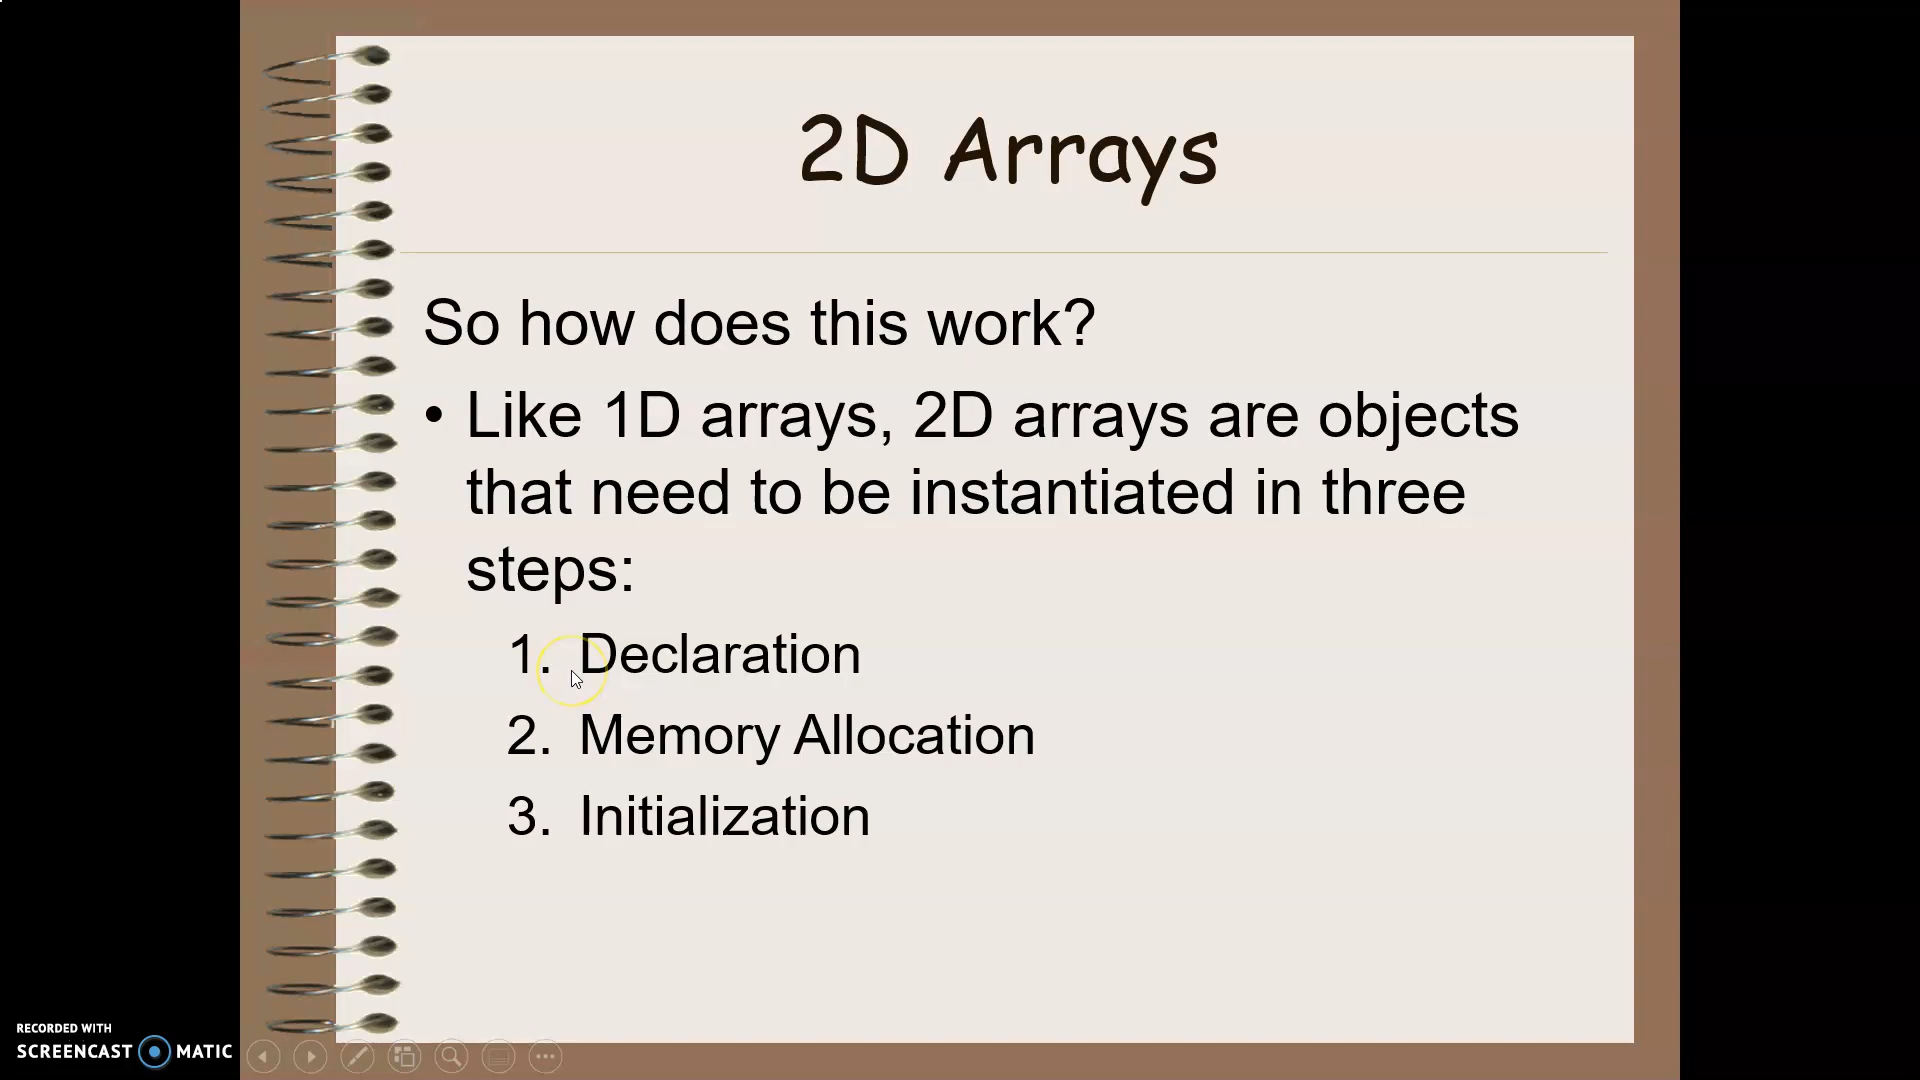 2D Arrays
So how does this work?
• Like 1D arrays, 2D arrays are objects
that need to be instantiated in three
steps:
1. Declaration
2. Memory Allocation
3. Initialization
RECORDED WITH
SCREENCAST MATIC